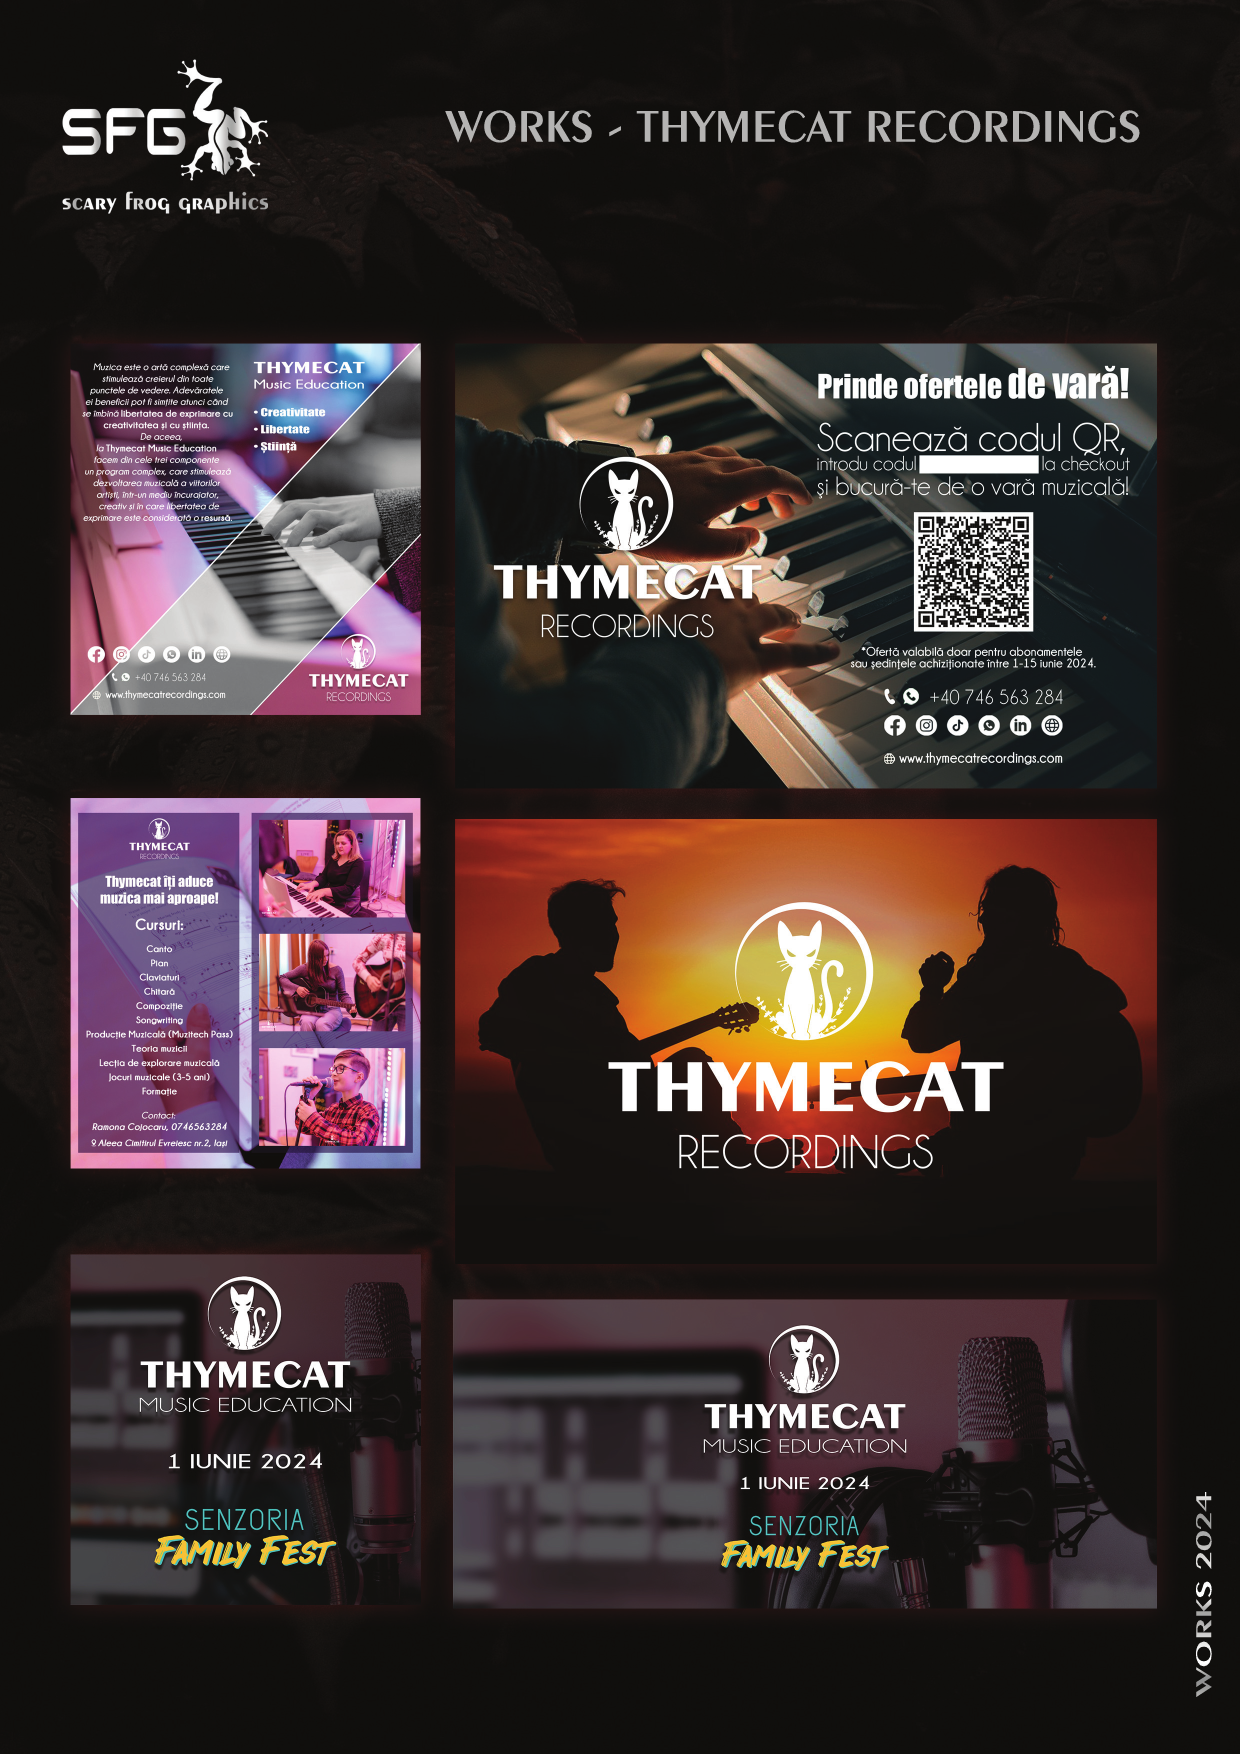 SFG
scary frog graphics
WORKS - THYMECAT RECORDINGS
Muzica este o artă complexă care
stimulează creierul din toate
punctele de vedere. Adevăratele
ei beneficii pot fi simțite atunci când
se îmbină libertatea de exprimare cu
creativitatea și cu știința.
De aceea,
la Thymecat Music Education
facem din cele trei componente
un program complex, care stimulează
dezvoltarea muzicală a viitorilor
artiști, într-un mediu încurajator,
creativ și în care libertatea de
exprimare este considerată o resursă.
THYMECAT
Music Education
• Creativitate
• Libertate
• Știință
+40 746 563 284
www.thymecatrecordings.com
THYMECAT
RECORDINGS
Prinde ofertele de vară!
Scanează codul QR,
introdu codul la checkout
și bucură-te de o vară muzicală!
THYMECAT
RECORDINGS
*Ofertă valabilă doar pentru abonamentele
sau ședințele achiziționate între 1-15 iunie 2024.
+40 746 563 284
www.thymecatrecordings.com
THYMECAT
RECORDINGS
Thymecat îți aduce
muzica mai aproape!
Cursuri:
Canto
Pian
Claviaturi
Chitară
Compoziție
Songwriting
Producție Muzicală (Muzitech Pass)
Teoria muzicii
Lecția de explorare muzicală
Jocuri muzicale (3-5 ani)
Formație
Contact:
Ramona Cojocaru, 0746563284
Aleea Cimitirul Evreiesc nr.2, Iași
THYMECAT
RECORDINGS
THYMECAT
MUSIC EDUCATION
1 IUNIE 2024
SENZORIA
FAMILY FEST
THYMECAT
MUSIC EDUCATION
1 IUNIE 2024
SENZORIA
FAMILY FEST
WORKS 2024